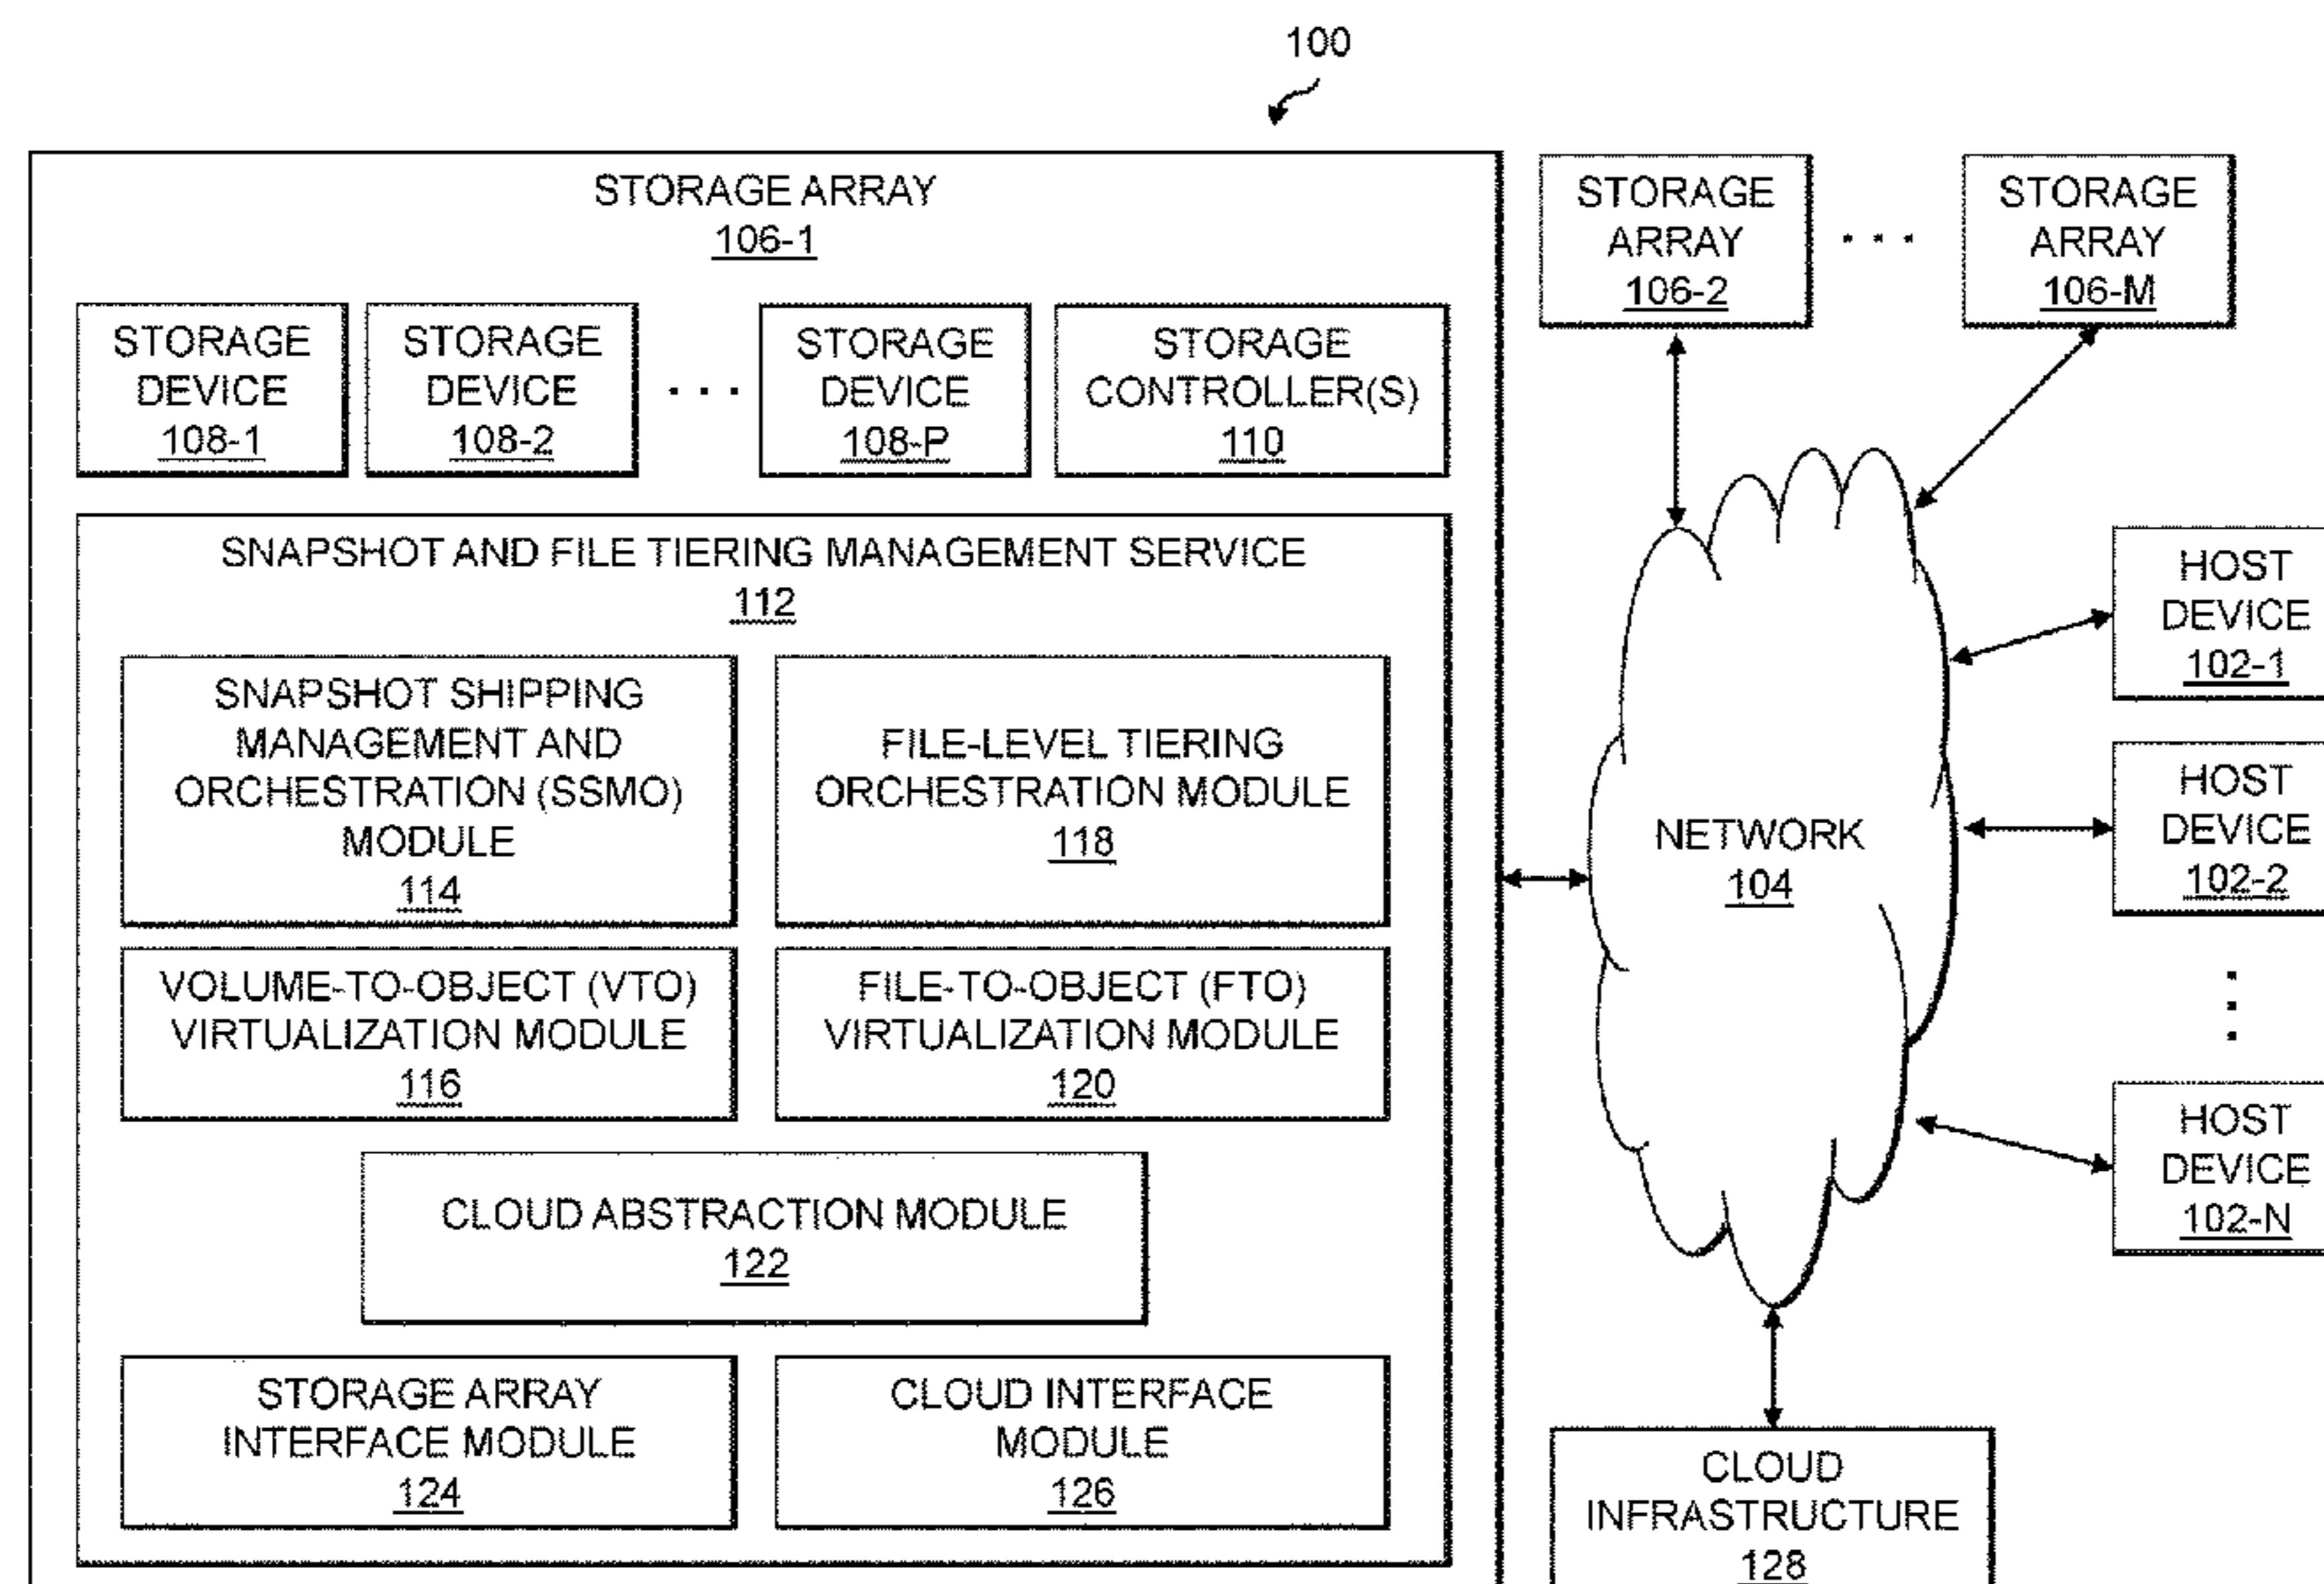 100
STORAGE ARRAY
106-1
STORAGE
DEVICE
108-1
STORAGE
DEVICE
108-2
. . .
STORAGE
DEVICE
108-P
STORAGE
CONTROLLER(S)
110
SNAPSHOT AND FILE TIERING MANAGEMENT SERVICE
112
SNAPSHOT SHIPPING
MANAGEMENT AND
ORCHESTRATION (SSMO)
MODULE
114
FILE-LEVEL TIERING
ORCHESTRATION MODULE
118
VOLUME-TO-OBJECT (VTO)
VIRTUALIZATION MODULE
116
FILE-TO-OBJECT (FTO)
VIRTUALIZATION MODULE
120
CLOUD ABSTRACTION MODULE
122
STORAGE ARRAY
INTERFACE MODULE
124
CLOUD INTERFACE
MODULE
126
STORAGE
ARRAY
106-2
. . .
STORAGE
ARRAY
106-M
NETWORK
104
HOST
DEVICE
102-1
HOST
DEVICE
102-2
HOST
DEVICE
102-N
CLOUD
INFRASTRUCTURE
128